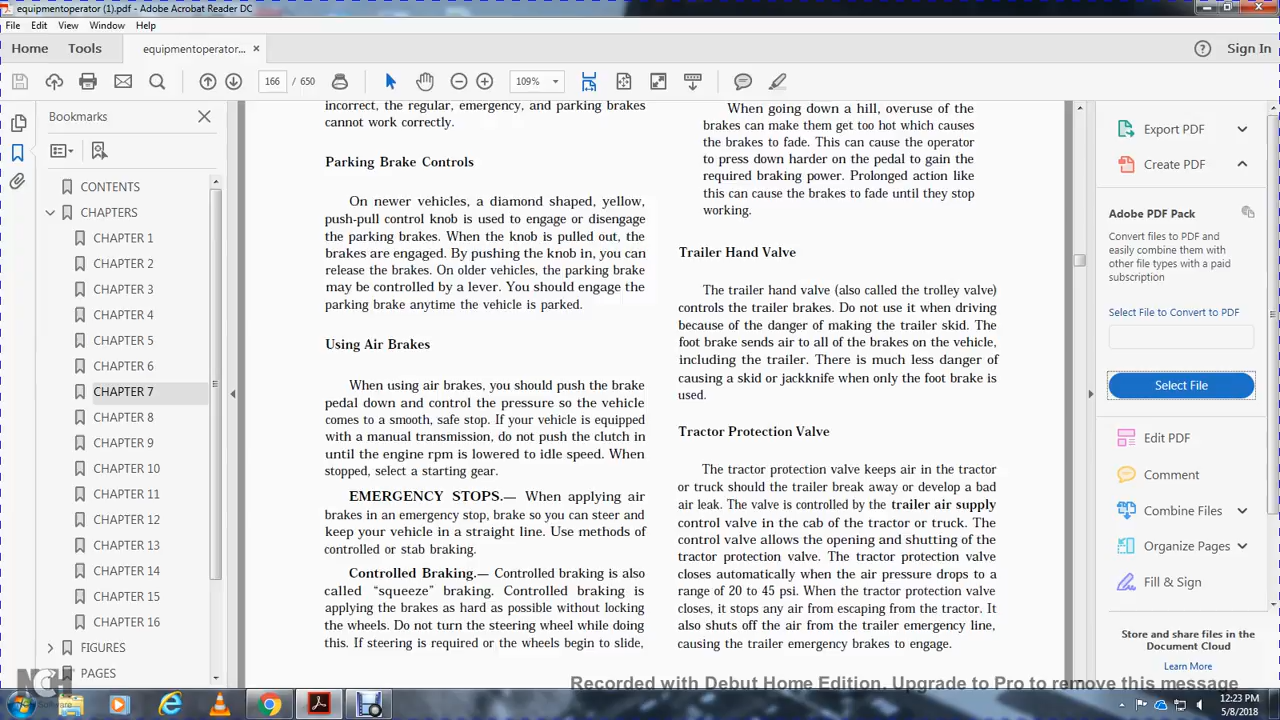 equipmentoperator (1).pdf - Adobe Acrobat Reader DC
File Edit View Window Help
Home Tools equipmentoperator... × Sign In
166 / 650 109%
Bookmarks
CONTENTS
CHAPTERS
CHAPTER 1
CHAPTER 2
CHAPTER 3
CHAPTER 4
CHAPTER 5
CHAPTER 6
CHAPTER 7
CHAPTER 8
CHAPTER 9
CHAPTER 10
CHAPTER 11
CHAPTER 12
CHAPTER 13
CHAPTER 14
CHAPTER 15
CHAPTER 16
FIGURES
PAGES
incorrect, the regular, emergency, and parking brakes
cannot work correctly.
Parking Brake Controls
On newer vehicles, a diamond shaped, yellow,
push-pull control knob is used to engage or disengage
the parking brakes. When the knob is pulled out, the
brakes are engaged. By pushing the knob in, you can
release the brakes. On older vehicles, the parking brake
may be controlled by a lever. You should engage the
parking brake anytime the vehicle is parked.
Using Air Brakes
When using air brakes, you should push the brake
pedal down and control the pressure so the vehicle
comes to a smooth, safe stop. If your vehicle is equipped
with a manual transmission, do not push the clutch in
until the engine rpm is lowered to idle speed. When
stopped, select a starting gear.
EMERGENCY STOPS.— When applying air
brakes in an emergency stop, brake so you can steer and
keep your vehicle in a straight line. Use methods of
controlled or stab braking.
Controlled Braking.— Controlled braking is also
called “squeeze” braking. Controlled braking is
applying the brakes as hard as possible without locking
the wheels. Do not turn the steering wheel while doing
this. If steering is required or the wheels begin to slide,
When going down a hill, overuse of the
brakes can make them get too hot which causes
the brakes to fade. This can cause the operator
to press down harder on the pedal to gain the
required braking power. Prolonged action like
this can cause the brakes to fade until they stop
working.
Trailer Hand Valve
The trailer hand valve (also called the trolley valve)
controls the trailer brakes. Do not use it when driving
because of the danger of making the trailer skid. The
foot brake sends air to all of the brakes on the vehicle,
including the trailer. There is much less danger of
causing a skid or jackknife when only the foot brake is
used.
Tractor Protection Valve
The tractor protection valve keeps air in the tractor
or truck should the trailer break away or develop a bad
air leak. The valve is controlled by the trailer air supply
control valve in the cab of the tractor or truck. The
control valve allows the opening and shutting of the
tractor protection valve. The tractor protection valve
closes automatically when the air pressure drops to a
range of 20 to 45 psi. When the tractor protection valve
closes, it stops any air from escaping from the tractor. It
also shuts off the air from the trailer emergency line,
causing the trailer emergency brakes to engage.
Export PDF
Create PDF
Adobe PDF Pack
Convert files to PDF and
easily combine them with
other file types with a paid
subscription
Select File to Convert to PDF
Select File
Edit PDF
Comment
Combine Files
Organize Pages
Fill & Sign
Store and share files in the
Document Cloud
Learn More
NCH
Software
Recorded with Debut Home Edition. Upgrade to Pro to remove this message
12:23 PM
5/8/2018